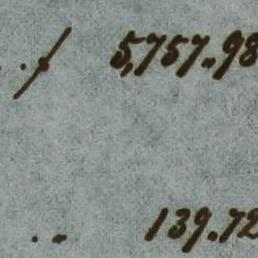 . . $ 5,757.98
. . 139.72